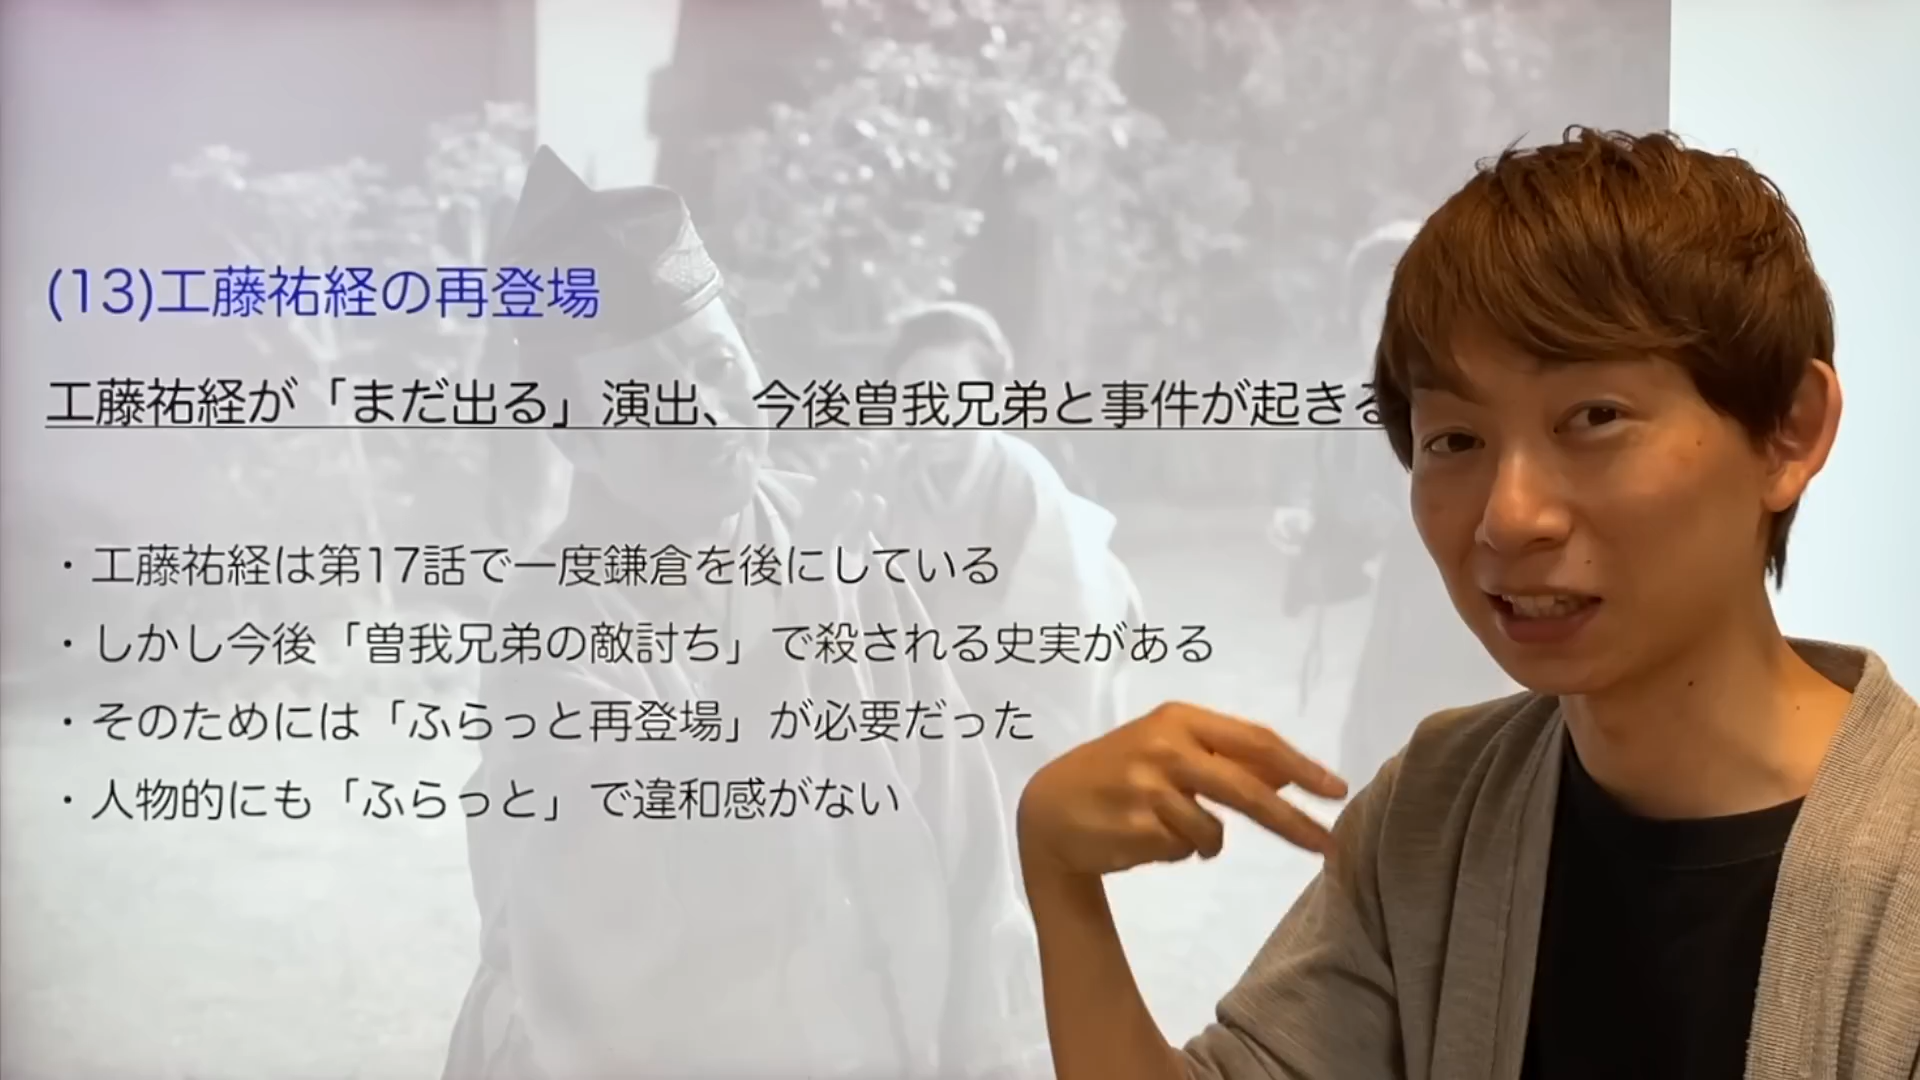 (13)工藤祐経の再登場
工藤祐経が「まだ出る」演出、今後曽我兄弟と事件が起きる
・工藤祐経は第17話で一度鎌倉を後にしている
・しかし今後「曽我兄弟の敵討ち」で殺される史実がある
・そのためには「ふらっと再登場」が必要だった
・人物的にも「ふらっと」で違和感がない